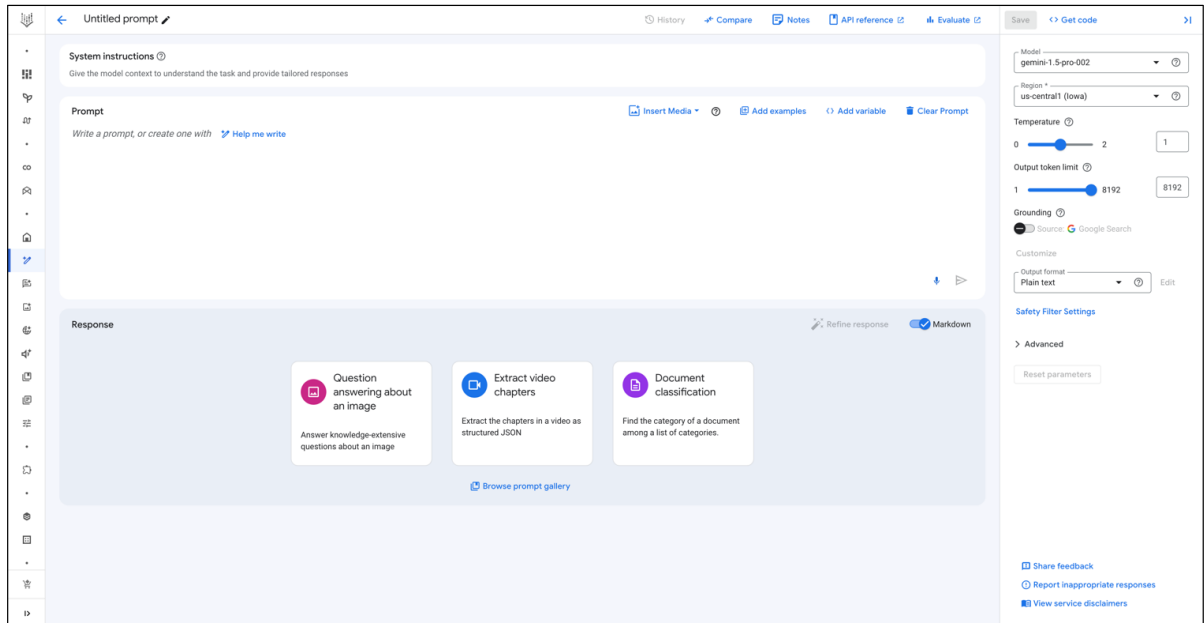 Untitled prompt
History
Compare
Notes
API reference
Evaluate
Save
<> Get code
System instructions
Give the model context to understand the task and provide tailored responses
Prompt
Insert Media
Add examples
<> Add variable
Clear Prompt
Write a prompt, or create one with Help me write
Response
Refine response
Markdown
Question
answering about
an image
Answer knowledge-extensive
questions about an image
Extract video
chapters
Extract the chapters in a video as
structured JSON
Document
classification
Find the category of a document
among a list of categories.
Browse prompt gallery
Model
gemini-1.5-pro-002
Region *
us-central1 (Iowa)
Temperature
0 2 1
Output token limit
1 8192 8192
Grounding
Source: Google Search
Customize
Output format
Plain text
Edit
Safety Filter Settings
Advanced
Reset parameters
Share feedback
Report inappropriate responses
View service disclaimers